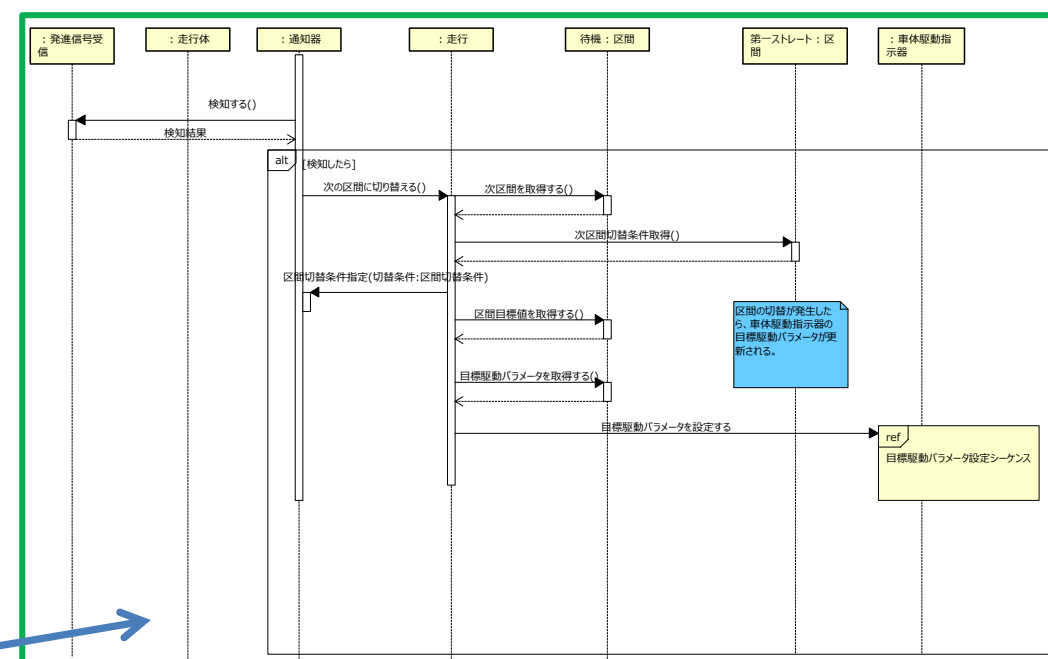 ：発進信号受
信
：走行体
：通知器
：走行
待機：区間
第一ストレート：区
間
：車体駆動指
示器
検知する()
検知結果
alt
[検知したら]
次の区間に切り替える()
次区間を取得する()
次区間切替条件取得()
区間切替条件指定(切替条件:区間切替条件)
区間目標値を取得する()
区間の切替が発生した
ら、車体駆動指示器の
目標駆動パラメータが更
新される。
目標駆動パラメータを取得する()
目標駆動パラメータを設定する
ref
目標駆動パラメータ設定シーケンス